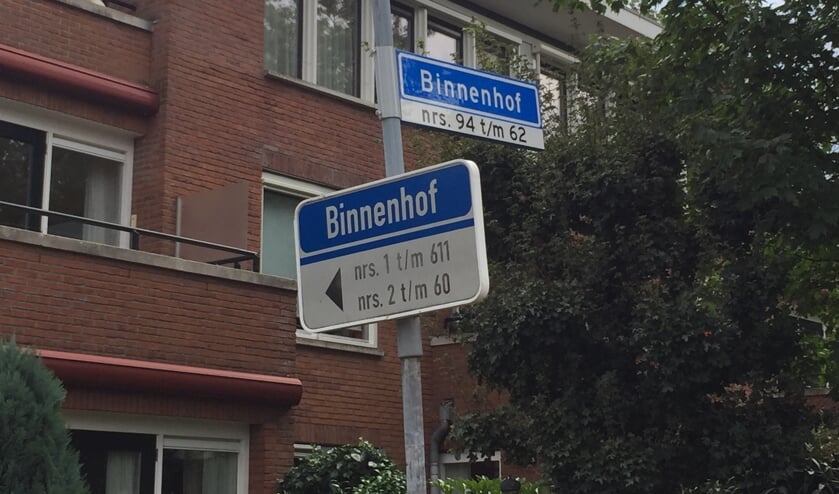 Binnenhof
nrs. 94 t/m 62
Binnenhof
nrs. 1 t/m 611
nrs. 2 t/m 60